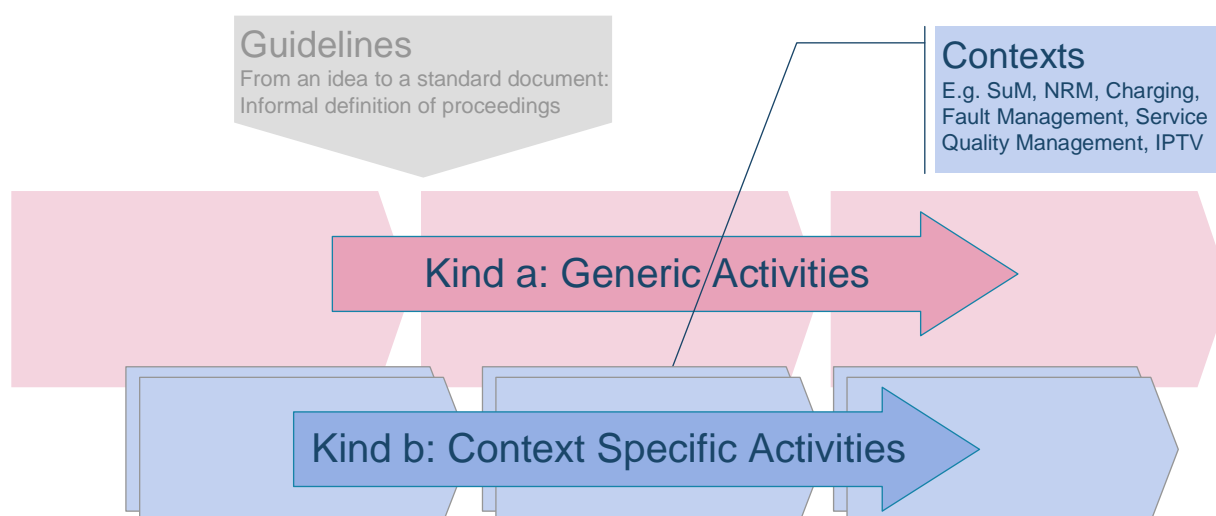 Guidelines
From an idea to a standard document:
Informal definition of proceedings
Contexts
E.g. SuM, NRM, Charging,
Fault Management, Service
Quality Management, IPTV
Kind a: Generic Activities
Kind b: Context Specific Activities